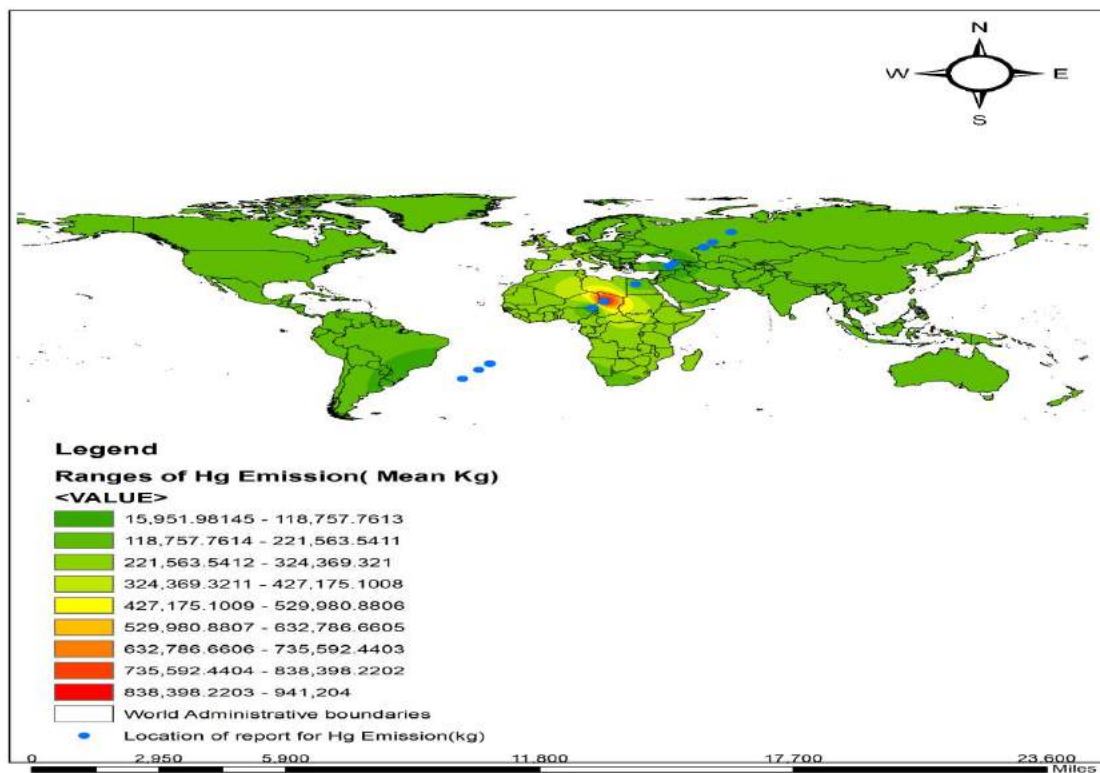 N
W E
S
Legend
Ranges of Hg Emission( Mean Kg)
<VALUE>
15,951.98145 - 118,757.7613
118,757.7614 - 221,563.5411
221,563.5412 - 324,369.321
324,369.3211 - 427,175.1008
427,175.1009 - 529,980.8806
529,980.8807 - 632,786.6605
632,786.6606 - 735,592.4403
735,592.4404 - 838,398.2202
838,398.2203 - 941,204
World Administrative boundaries
Location of report for Hg Emission(kg)
0 2,950 5,900 11,800 17,700 23,600
Miles